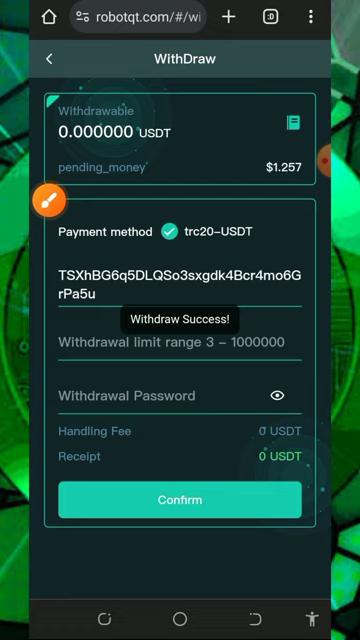 robotqt.com/#/wi
:D
WithDraw
Withdrawable
0.000000 USDT
pending_money
$1.257
Payment method
trc20-USDT
TSXhBG6q5DLQSo3sxgdk4Bcr4mo6G
rPa5u
Withdraw Success!
Withdrawal limit range 3 - 1000000
Withdrawal Password
Handling Fee
0 USDT
Receipt
0 USDT
Confirm